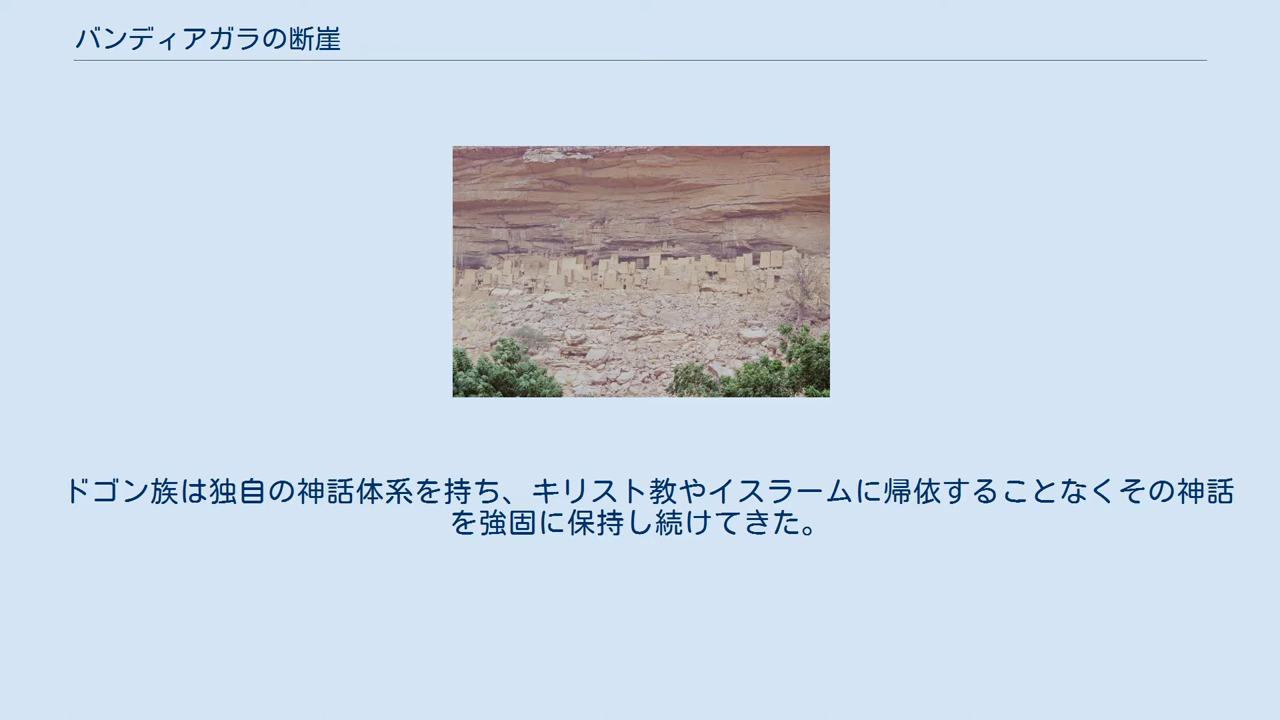 バンディアガラの断崖
ドゴン族は独自の神話体系を持ち、キリスト教やイスラームに帰依することなくその神話
を強固に保持し続けてきた。